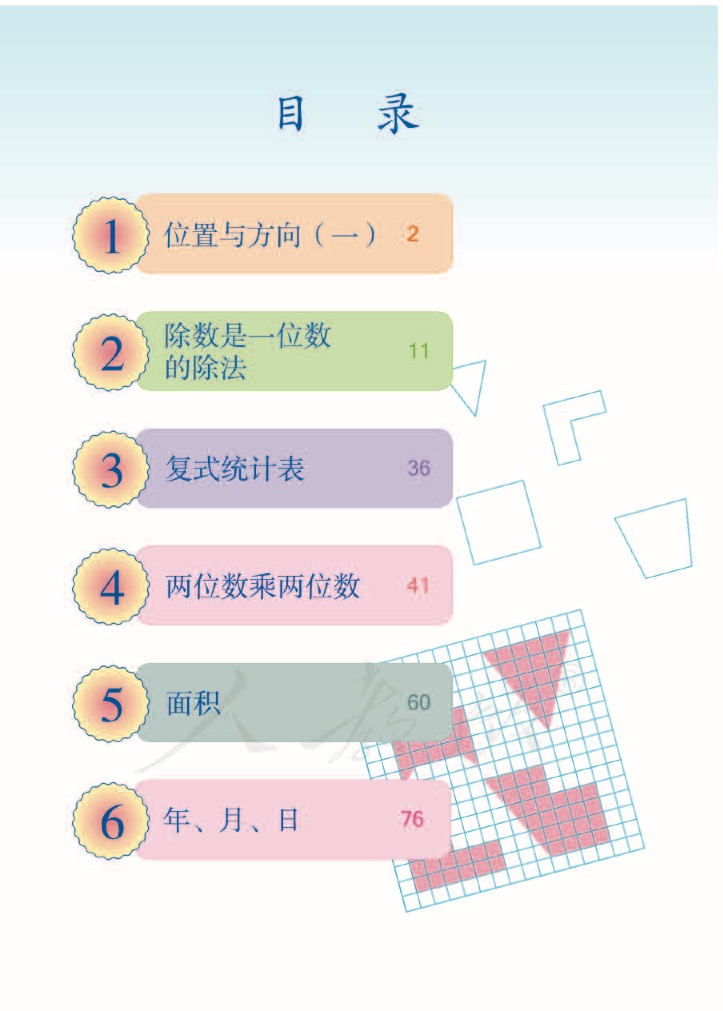 目 录
1 位置与方向（一） 2
2 除数是一位数
的除法 11
3 复式统计表 36
4 两位数乘两位数 41
5 面积 60
6 年、月、日 76